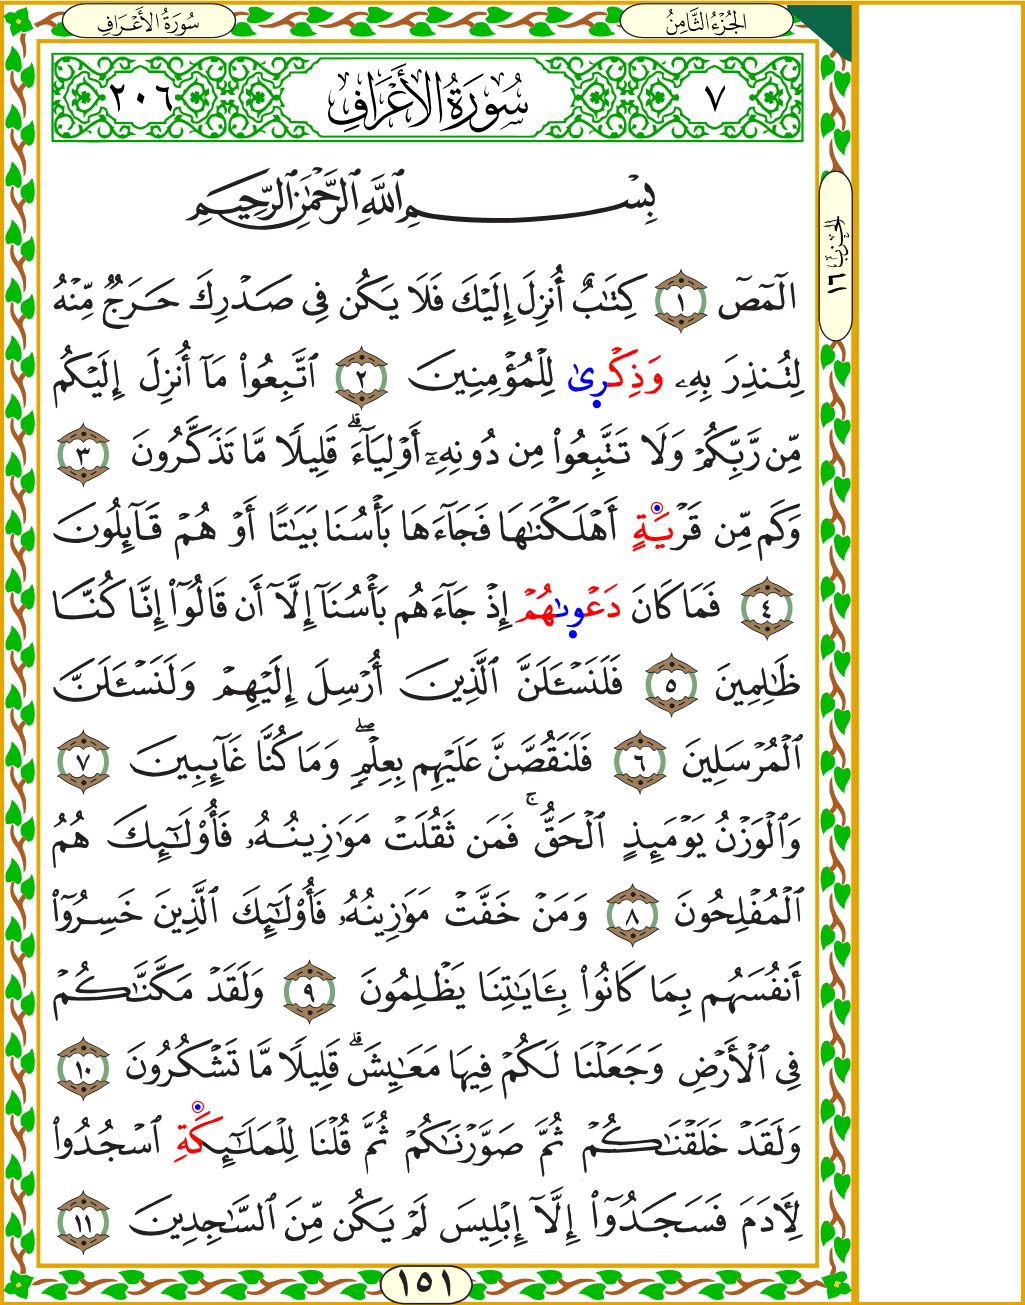 سُورَةُ الأَعْرَافِ
الجُزْءُ الثَّامِنُ
٢٠٦ سُورَةُ الأَعْرَافِ ٧
بِسْمِ ٱللَّهِ ٱلرَّحْمَٰنِ ٱلرَّحِيمِ
الٓمٓصٓ ١ كِتَٰبٌ أُنزِلَ إِلَيْكَ فَلَا يَكُن فِى صَدْرِكَ حَرَجٌ مِّنْهُ
لِتُنذِرَ بِهِۦ وَذِكْرِىٰ لِلْمُؤْمِنِينَ ٢ ٱتَّبِعُوا۟ مَآ أُنزِلَ إِلَيْكُم
مِّن رَّبِّكُمْ وَلَا تَتَّبِعُوا۟ مِن دُونِهِۦٓ أَوْلِيَآءَ ۗ قَلِيلًا مَّا تَذَكَّرُونَ ٣
وَكَم مِّن قَرْيَةٍ أَهْلَكْنَٰهَا فَجَآءَهَا بَأْسُنَا بَيَٰتًا أَوْ هُمْ قَآئِلُونَ
٤ فَمَا كَانَ دَعْوىٰهُمْ إِذْ جَآءَهُم بَأْسُنَآ إِلَّآ أَن قَالُوٓا۟ إِنَّا كُنَّا
ظَٰلِمِينَ ٥ فَلَنَسْـَٔلَنَّ ٱلَّذِينَ أُرْسِلَ إِلَيْهِمْ وَلَنَسْـَٔلَنَّ
ٱلْمُرْسَلِينَ ٦ فَلَنَقُصَّنَّ عَلَيْهِم بِعِلْمٍ ۖ وَمَا كُنَّا غَآئِبِينَ ٧
وَٱلْوَزْنُ يَوْمَئِذٍ ٱلْحَقُّ ۚ فَمَن ثَقُلَتْ مَوَٰزِينُهُۥ فَأُو۟لَٰٓئِكَ هُمُ
ٱلْمُفْلِحُونَ ٨ وَمَنْ خَفَّتْ مَوَٰزِينُهُۥ فَأُو۟لَٰٓئِكَ ٱلَّذِينَ خَسِرُوٓا۟
أَنفُسَهُم بِمَا كَانُوا۟ بِـَٔايَٰتِنَا يَظْلِمُونَ ٩ وَلَقَدْ مَكَّنَّٰكُمْ
فِى ٱلْأَرْضِ وَجَعَلْنَا لَكُمْ فِيهَا مَعَٰيِشَ ۗ قَلِيلًا مَّا تَشْكُرُونَ ١٠
وَلَقَدْ خَلَقْنَٰكُمْ ثُمَّ صَوَّرْنَٰكُمْ ثُمَّ قُلْنَا لِلْمَلَٰٓئِكَةِ ٱسْجُدُوا۟
لِـَٔادَمَ فَسَجَدُوٓا۟ إِلَّآ إِبْلِيسَ لَمْ يَكُن مِّنَ ٱلسَّٰجِدِينَ ١١
الحزب ١٦
١٥١